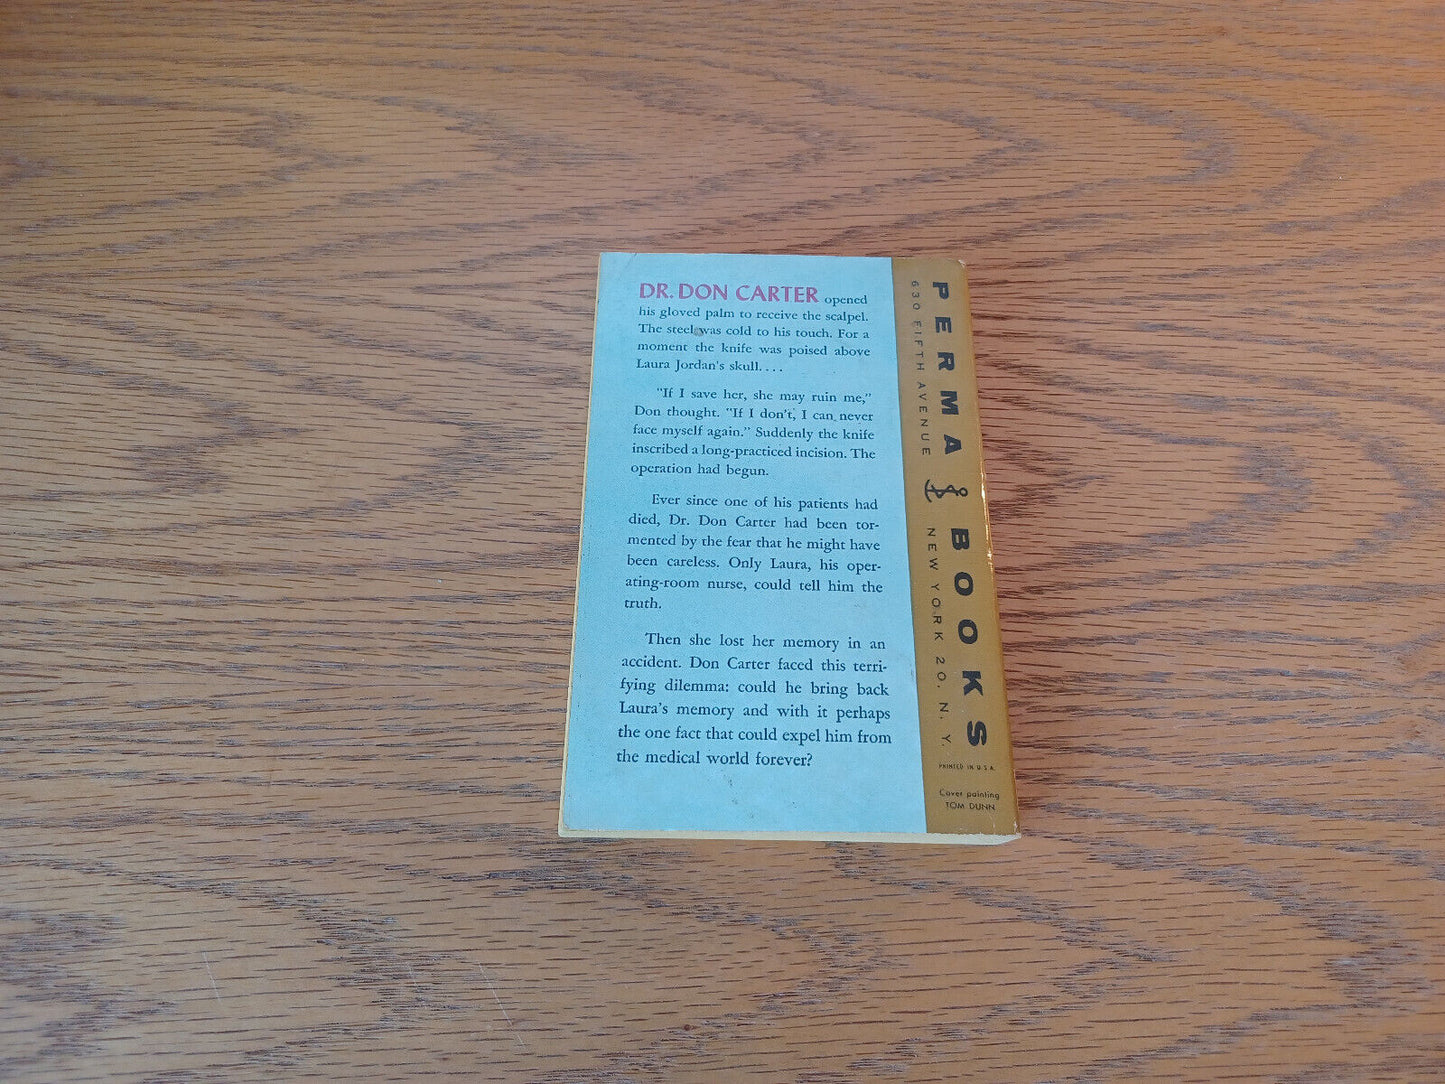 DR. DON CARTER opened
his gloved palm to receive the scalpel.
The steel was cold to his touch. For a
moment the knife was poised above
Laura Jordan's skull....
"If I save her, she may ruin me,"
Don thought. "If I don't, I can never
face myself again." Suddenly the knife
inscribed a long-practiced incision. The
operation had begun.
Ever since one of his patients had
died, Dr. Don Carter had been tor-
mented by the fear that he might have
been careless. Only Laura, his oper-
ating-room nurse, could tell him the
truth.
Then she lost her memory in an
accident. Don Carter faced this terri-
fying dilemma: could he bring back
Laura's memory and with it perhaps
the one fact that could expel him from
the medical world forever?
PERMA BOOKS
630 FIFTH AVENUE NEW YORK 20, N. Y.
PRINTED IN U.S.A.
Cover painting
TOM DUNN